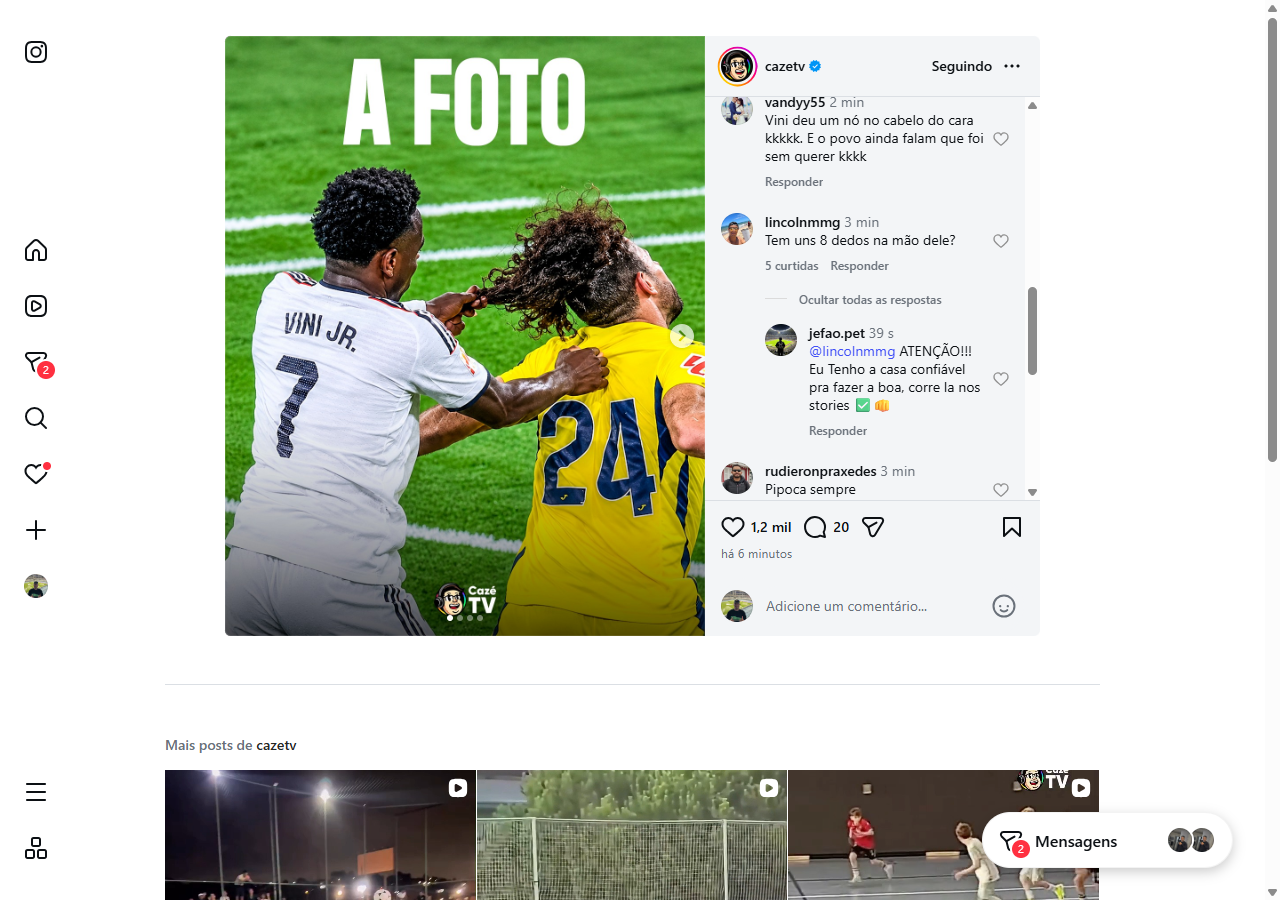 A FOTO
VINI JR.
7
24
Cazé
TV
cazetv
Seguindo
vandyy55 2 min
Vini deu um nó no cabelo do cara
kkkkk. E o povo ainda falam que foi
sem querer kkkk
Responder
lincolnmmg 3 min
Tem uns 8 dedos na mão dele?
5 curtidas Responder
Ocultar todas as respostas
jefao.pet 39 s
@lincolnmmg ATENÇÃO!!!
Eu Tenho a casa confiável
pra fazer a boa, corre la nos
stories ✅ 👊
Responder
rudieronpraxedes 3 min
Pipoca sempre
1,2 mil 20
há 6 minutos
Adicione um comentário...
2
Mais posts de cazetv
Cazé
TV
2 Mensagens